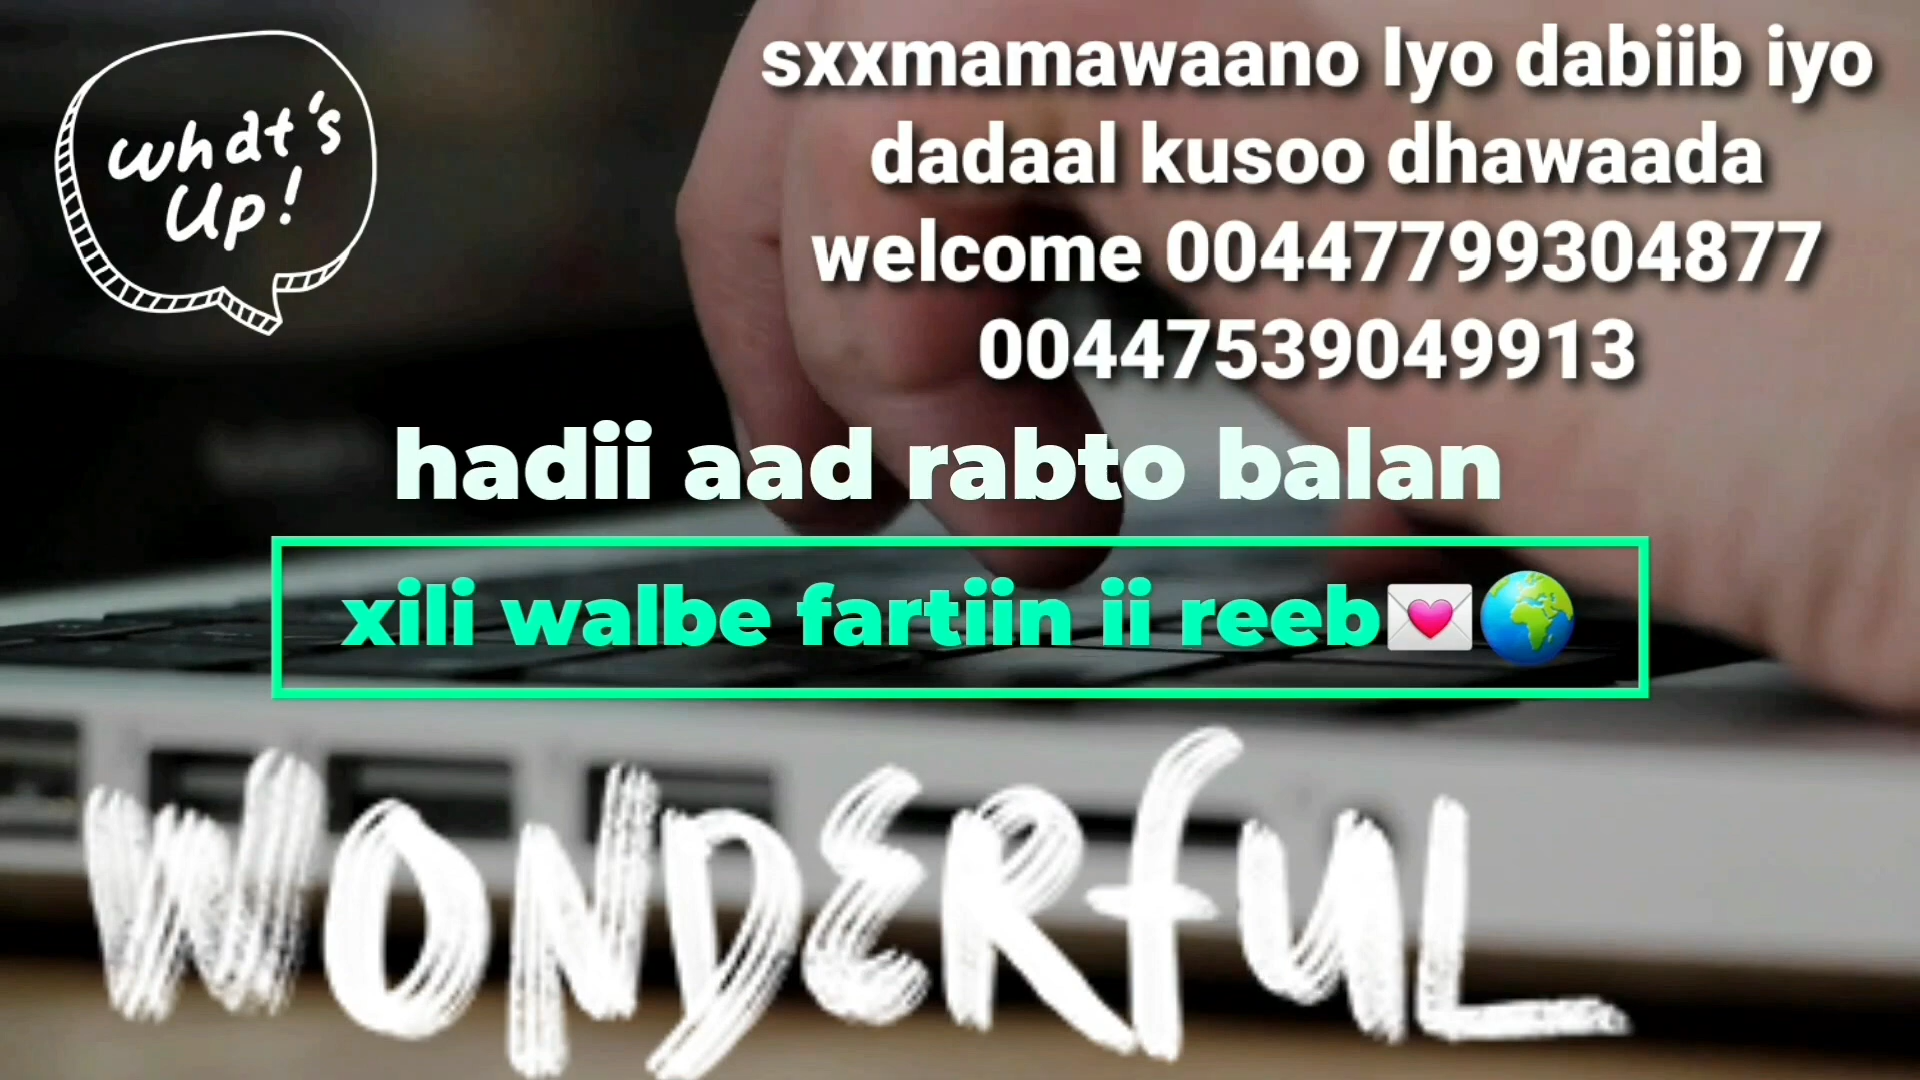 what's
Up!
sxxmamawaano Iyo dabiib iyo
dadaal kusoo dhawaada
welcome 00447799304877
00447539049913
hadii aad rabto balan
xili walbe fartiin ii reeb💌🌍
WONDERFUL